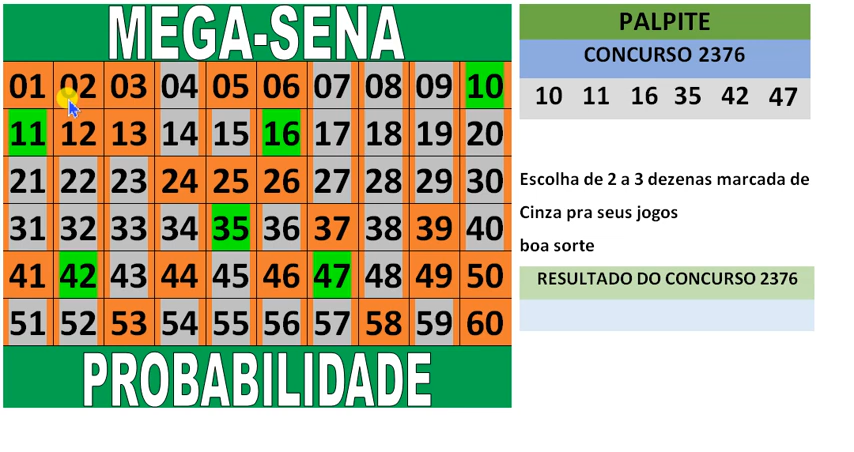 MEGA-SENA
01 02 03 04 05 06 07 08 09 10
11 12 13 14 15 16 17 18 19 20
21 22 23 24 25 26 27 28 29 30
31 32 33 34 35 36 37 38 39 40
41 42 43 44 45 46 47 48 49 50
51 52 53 54 55 56 57 58 59 60
PROBABILIDADE
PALPITE
CONCURSO 2376
10 11 16 35 42 47
Escolha de 2 a 3 dezenas marcada de
Cinza pra seus jogos
boa sorte
RESULTADO DO CONCURSO 2376